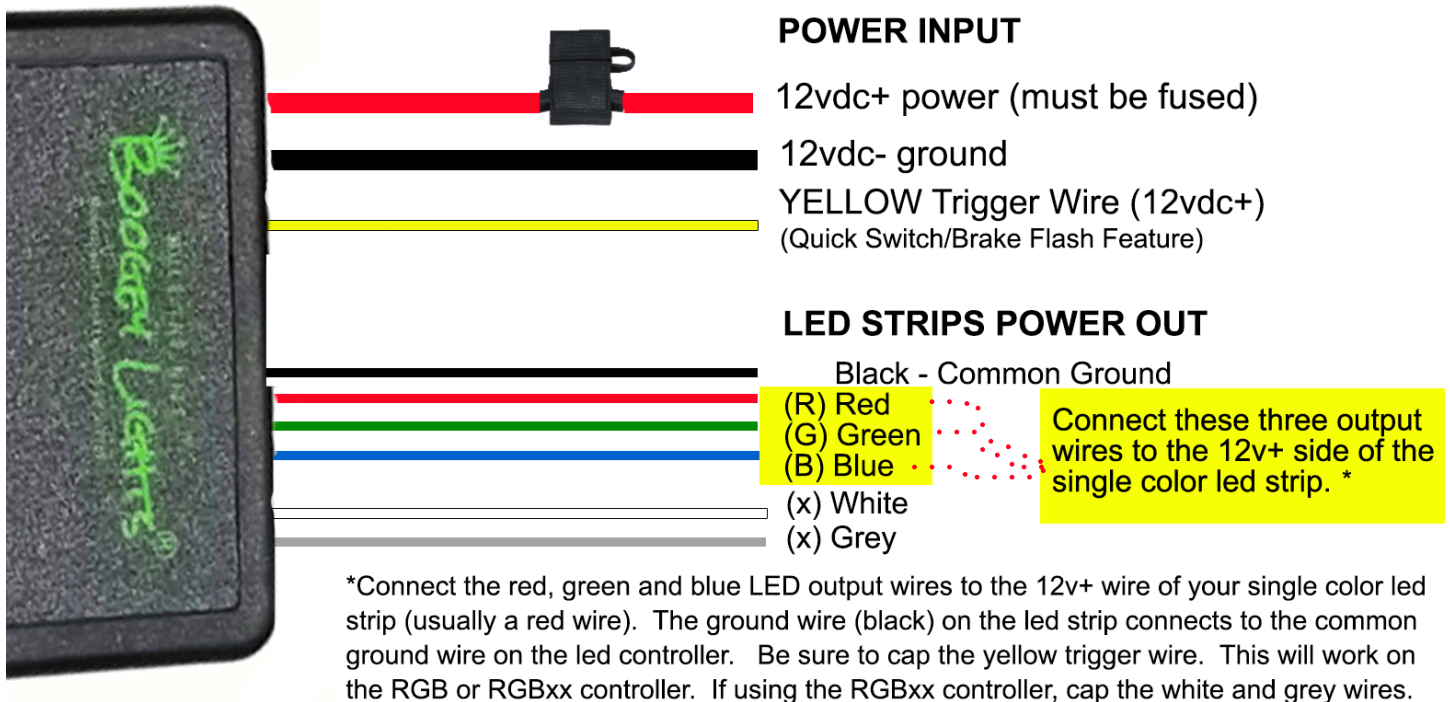 POWER INPUT
12vdc+ power (must be fused)
12vdc- ground
YELLOW Trigger Wire (12vdc+)
(Quick Switch/Brake Flash Feature)
BOOGEY LIGHTS®
LED STRIPS POWER OUT
Black - Common Ground
(R) Red
(G) Green
(B) Blue
(x) White
(x) Grey
Connect these three output
wires to the 12v+ side of the
single color led strip. *
*Connect the red, green and blue LED output wires to the 12v+ wire of your single color led
strip (usually a red wire).  The ground wire (black) on the led strip connects to the common
ground wire on the led controller.   Be sure to cap the yellow trigger wire.  This will work on
the RGB or RGBxx controller.  If using the RGBxx controller, cap the white and grey wires.